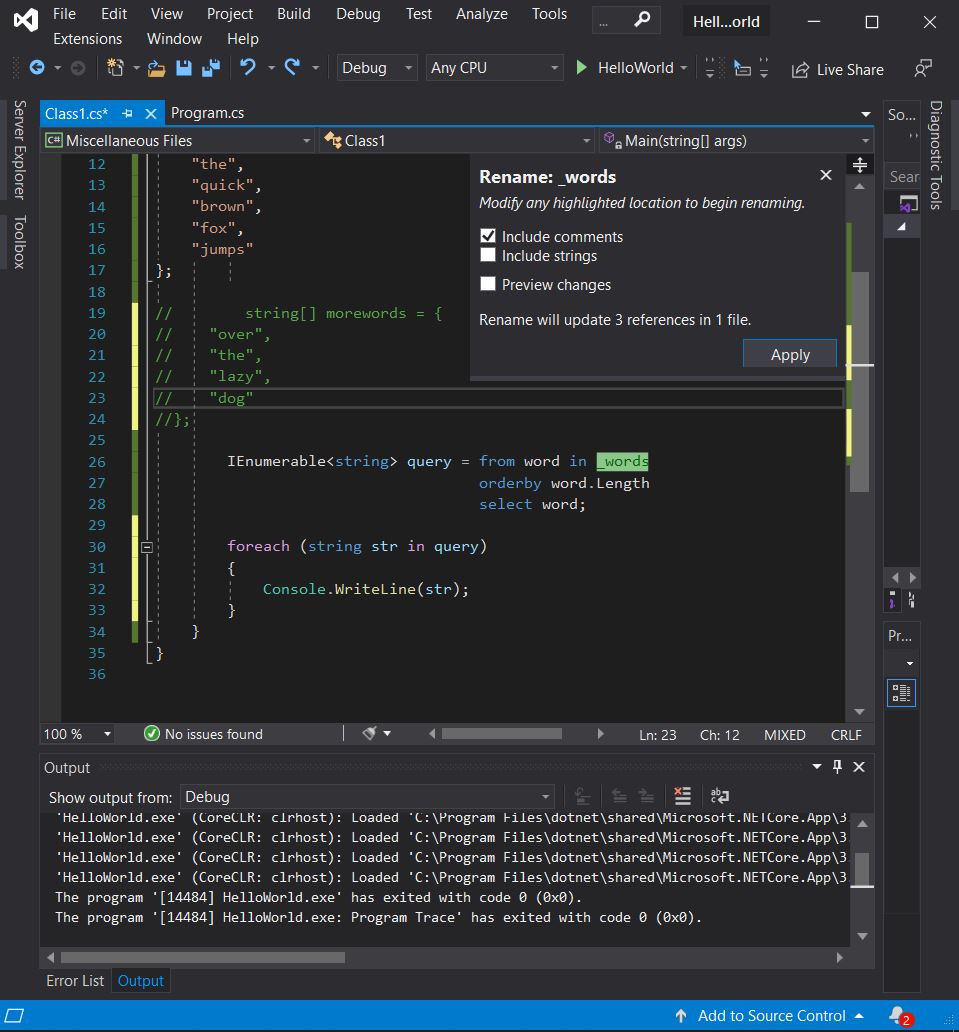 File Edit View Project Build Debug Test Analyze Tools ... Hell...orld
Extensions Window Help
Debug Any CPU HelloWorld Live Share
Server Explorer
Toolbox
Class1.cs* Program.cs
C# Miscellaneous Files Class1 Main(string[] args)
12 "the",
13 "quick",
14 "brown",
15 "fox",
16 "jumps"
17 };
18
19 // string[] morewords = {
20 // "over",
21 // "the",
22 // "lazy",
23 // "dog"
24 //};
25
26 IEnumerable<string> query = from word in _words
27 orderby word.Length
28 select word;
29
30 foreach (string str in query)
31 {
32 Console.WriteLine(str);
33 }
34 }
35 }
36
Rename: _words
Modify any highlighted location to begin renaming.
Include comments
Include strings
Preview changes
Rename will update 3 references in 1 file.
Apply
So...
Sear
Diagnostic Tools
Pr...
100 % No issues found Ln: 23 Ch: 12 MIXED CRLF
Output
Show output from: Debug
'HelloWorld.exe' (CoreCLR: clrhost): Loaded 'C:\Program Files\dotnet\shared\Microsoft.NETCore.App\3.
'HelloWorld.exe' (CoreCLR: clrhost): Loaded 'C:\Program Files\dotnet\shared\Microsoft.NETCore.App\3.
'HelloWorld.exe' (CoreCLR: clrhost): Loaded 'C:\Program Files\dotnet\shared\Microsoft.NETCore.App\3.
'HelloWorld.exe' (CoreCLR: clrhost): Loaded 'C:\Program Files\dotnet\shared\Microsoft.NETCore.App\3.
The program '[14484] HelloWorld.exe' has exited with code 0 (0x0).
The program '[14484] HelloWorld.exe: Program Trace' has exited with code 0 (0x0).
Error List Output
Add to Source Control 2